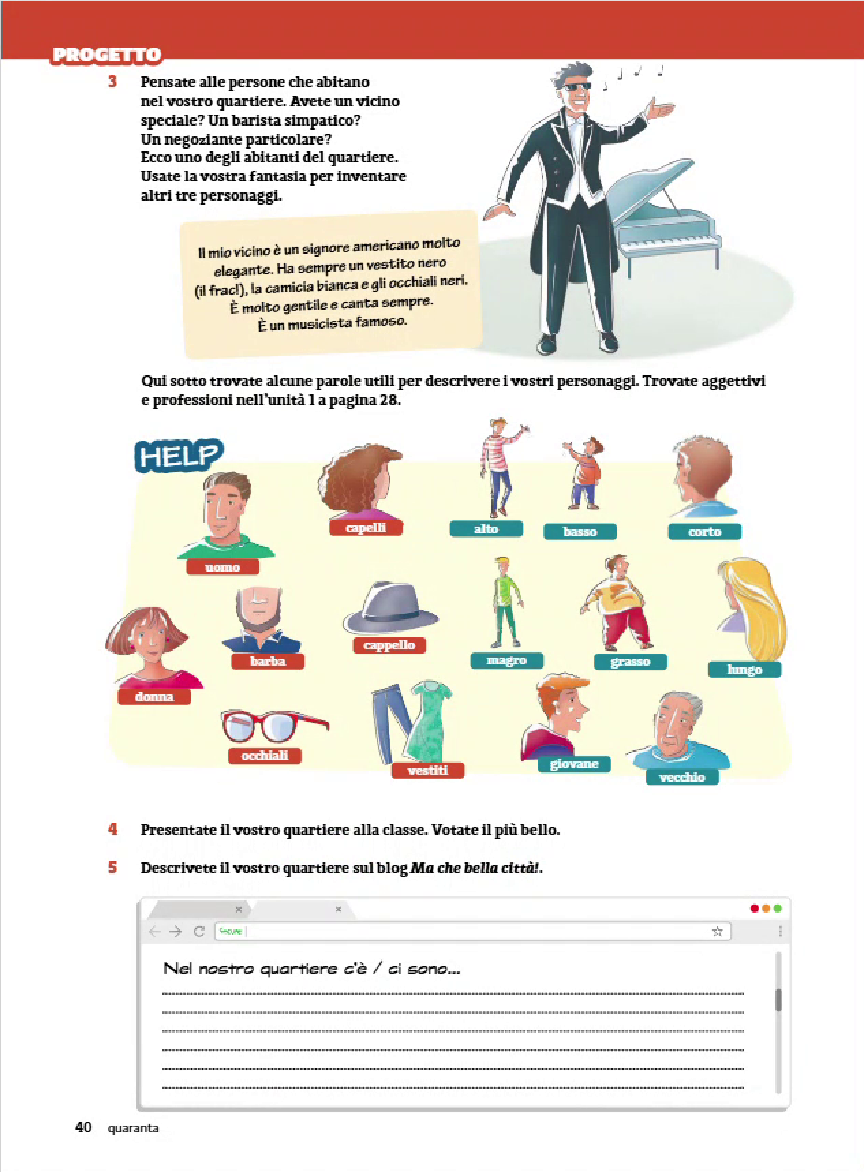 PROGETTO
3 Pensate alle persone che abitano
nel vostro quartiere. Avete un vicino
speciale? Un barista simpatico?
Un negoziante particolare?
Ecco uno degli abitanti del quartiere.
Usate la vostra fantasia per inventare
altri tre personaggi.
Il mio vicino è un signore americano molto
elegante. Ha sempre un vestito nero
(il frac!), la camicia bianca e gli occhiali neri.
È molto gentile e canta sempre.
È un musicista famoso.
Qui sotto trovate alcune parole utili per descrivere i vostri personaggi. Trovate aggettivi
e professioni nell'unità 1 a pagina 28.
HELP
capelli
alto
basso
corto
uomo
barba
cappello
magro
grasso
lungo
donna
occhiali
vestiti
giovane
vecchio
4 Presentate il vostro quartiere alla classe. Votate il più bello.
5 Descrivete il vostro quartiere sul blog Ma che bella città!.
Secure
Nel nostro quartiere c'è / ci sono...
40 quaranta